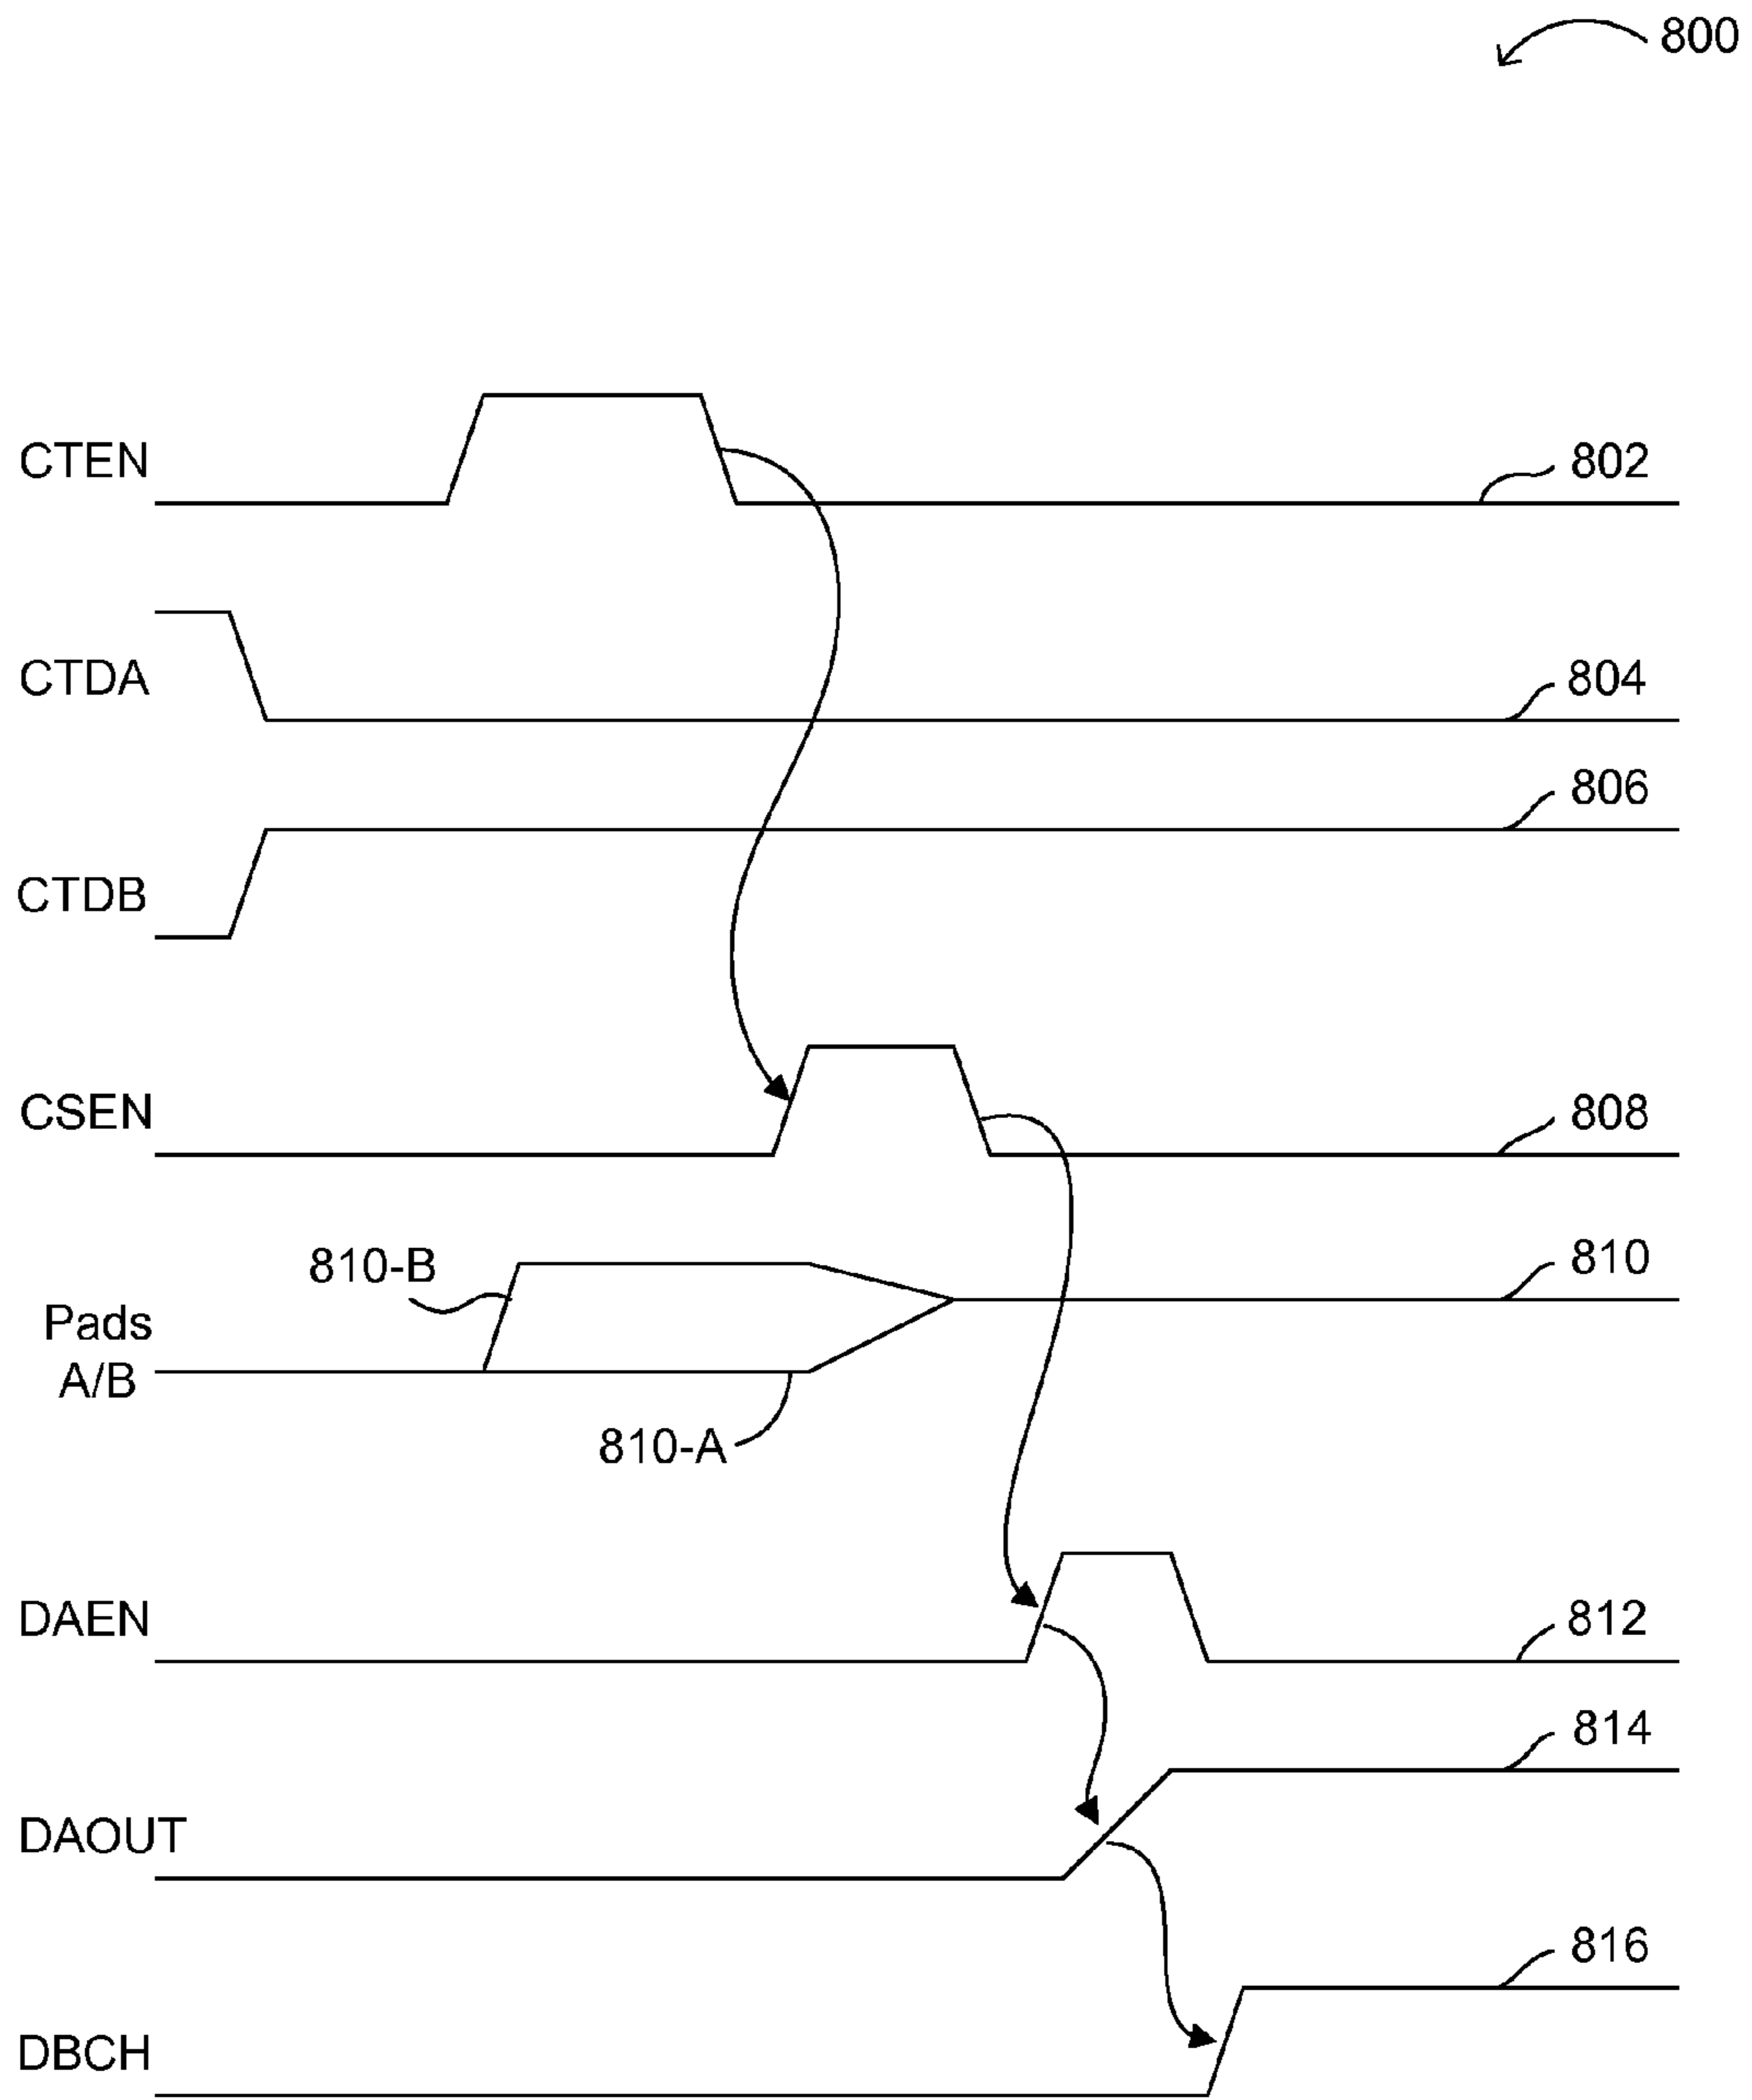 800
CTEN
802
CTDA
804
806
CTDB
CSEN
808
810-B
810
Pads
A/B
810-A
DAEN
812
814
DAOUT
816
DBCH